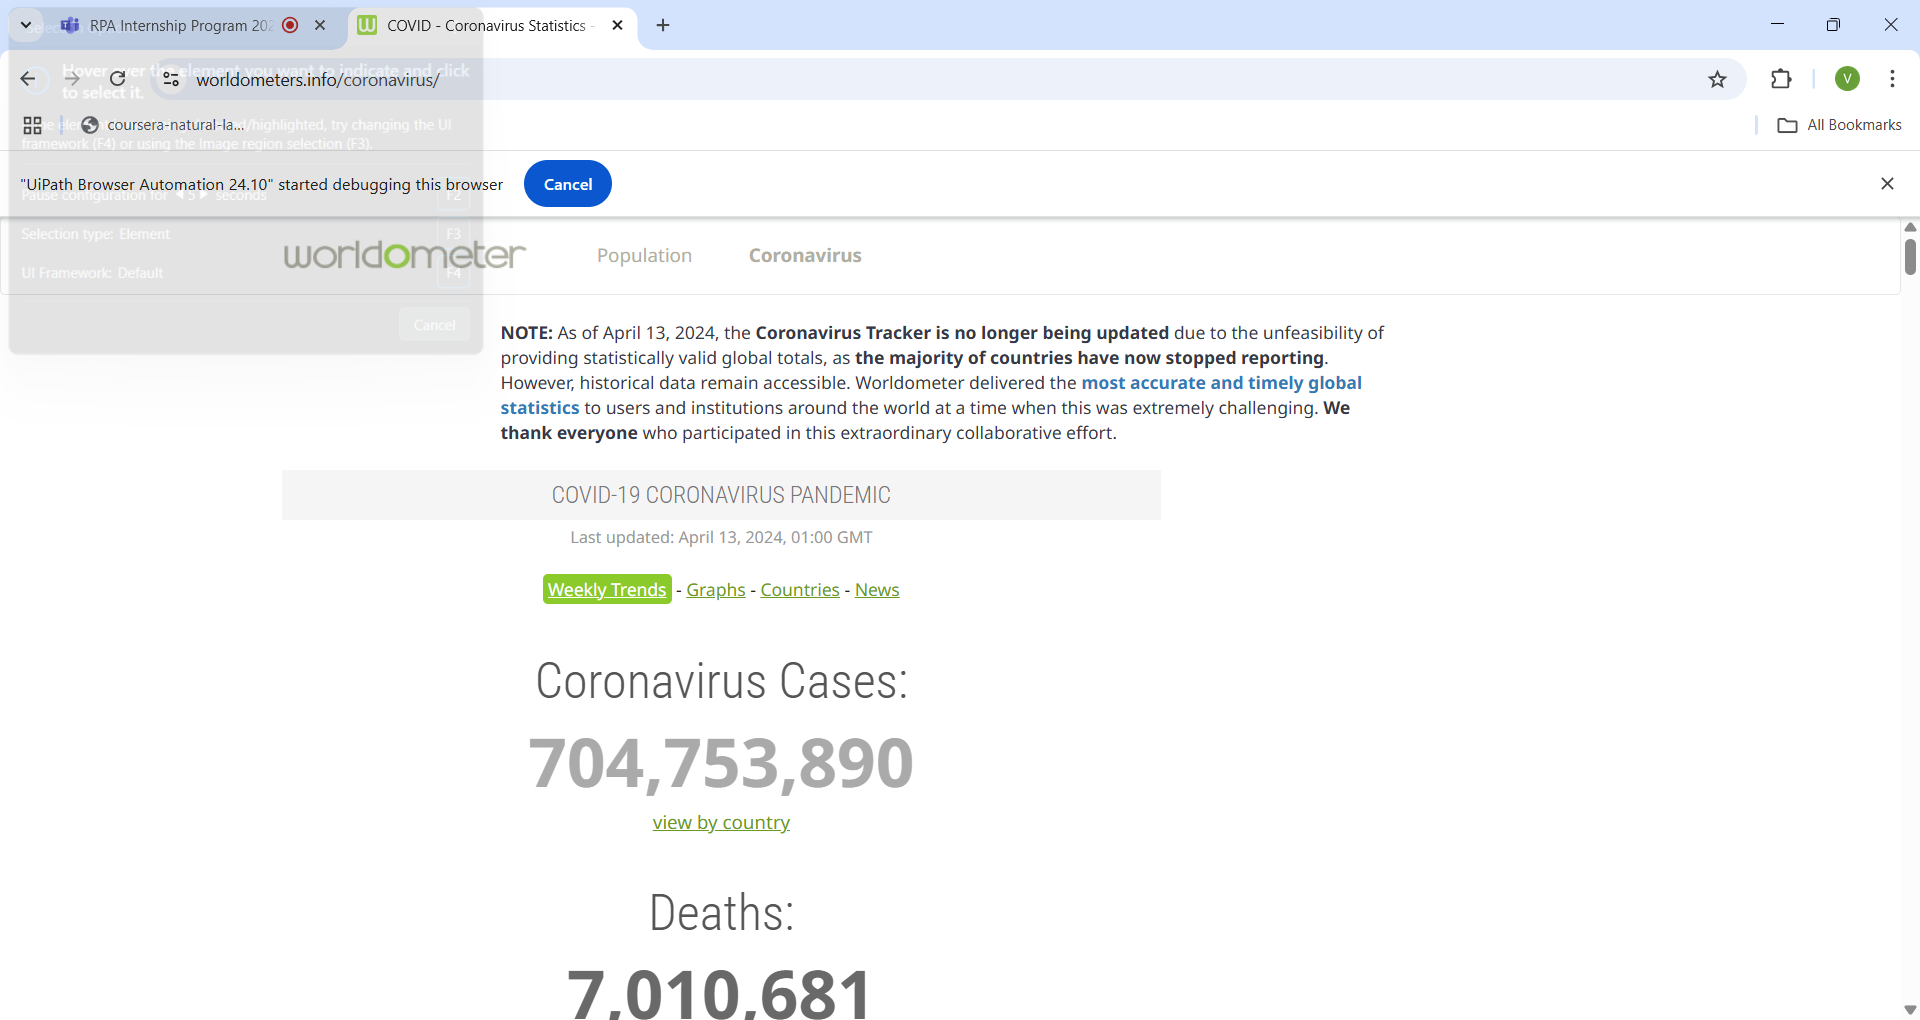 RPA Internship Program 202
COVID - Coronavirus Statistics -
worldometers.info/coronavirus/
V
Hover over the element you want to indicate and click
to select it.
coursera-natural-la...
All Bookmarks
/highlighted, try changing the UI
framework (F4) or using the Image region selection (F3).
"UiPath Browser Automation 24.10" started debugging this browser
Cancel
Pause configuration for 5 seconds
F2
Selection type: Element
F3
UI Framework: Default
F4
Cancel
worldometer
Population
Coronavirus
NOTE: As of April 13, 2024, the Coronavirus Tracker is no longer being updated due to the unfeasibility of
providing statistically valid global totals, as the majority of countries have now stopped reporting.
However, historical data remain accessible. Worldometer delivered the most accurate and timely global
statistics to users and institutions around the world at a time when this was extremely challenging. We
thank everyone who participated in this extraordinary collaborative effort.
COVID-19 CORONAVIRUS PANDEMIC
Last updated: April 13, 2024, 01:00 GMT
Weekly Trends - Graphs - Countries - News
Coronavirus Cases:
704,753,890
view by country
Deaths:
7,010,681